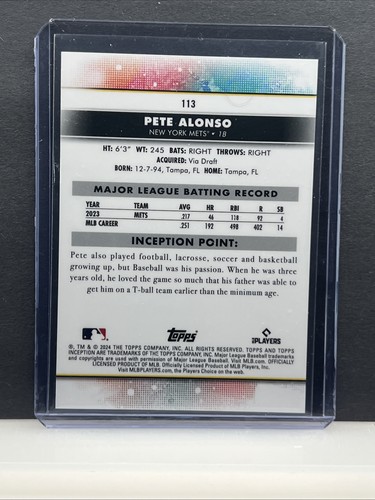 113
PETE ALONSO
NEW YORK METS • 1B
HT: 6'3" WT: 245 BATS: RIGHT THROWS: RIGHT
ACQUIRED: Via Draft
BORN: 12-7-94, Tampa, FL HOME: Tampa, FL
MAJOR LEAGUE BATTING RECORD
YEAR TEAM AVG HR RBI R SB
2023 METS .217 46 118 92 4
MLB CAREER .251 192 498 402 14
INCEPTION POINT:
Pete also played football, lacrosse, soccer and basketball
growing up, but Baseball was his passion. When he was three
years old, he loved the game so much that his father was able to
get him on a T-ball team earlier than the minimum age.
Topps
PLAYERS
®, TM & © 2024 THE TOPPS COMPANY, INC. ALL RIGHTS RESERVED. TOPPS AND TOPPS
INCEPTION ARE TRADEMARKS OF THE TOPPS COMPANY, INC. Major League Baseball trademarks
and copyrights are used with permission of Major League Baseball. Visit MLB.com. OFFICIALLY
LICENSED PRODUCT OF MLB Players, Inc. Officially Licensed Product of MLB Players, Inc.
Visit MLBPLAYERS.com, the Players Choice on the web.